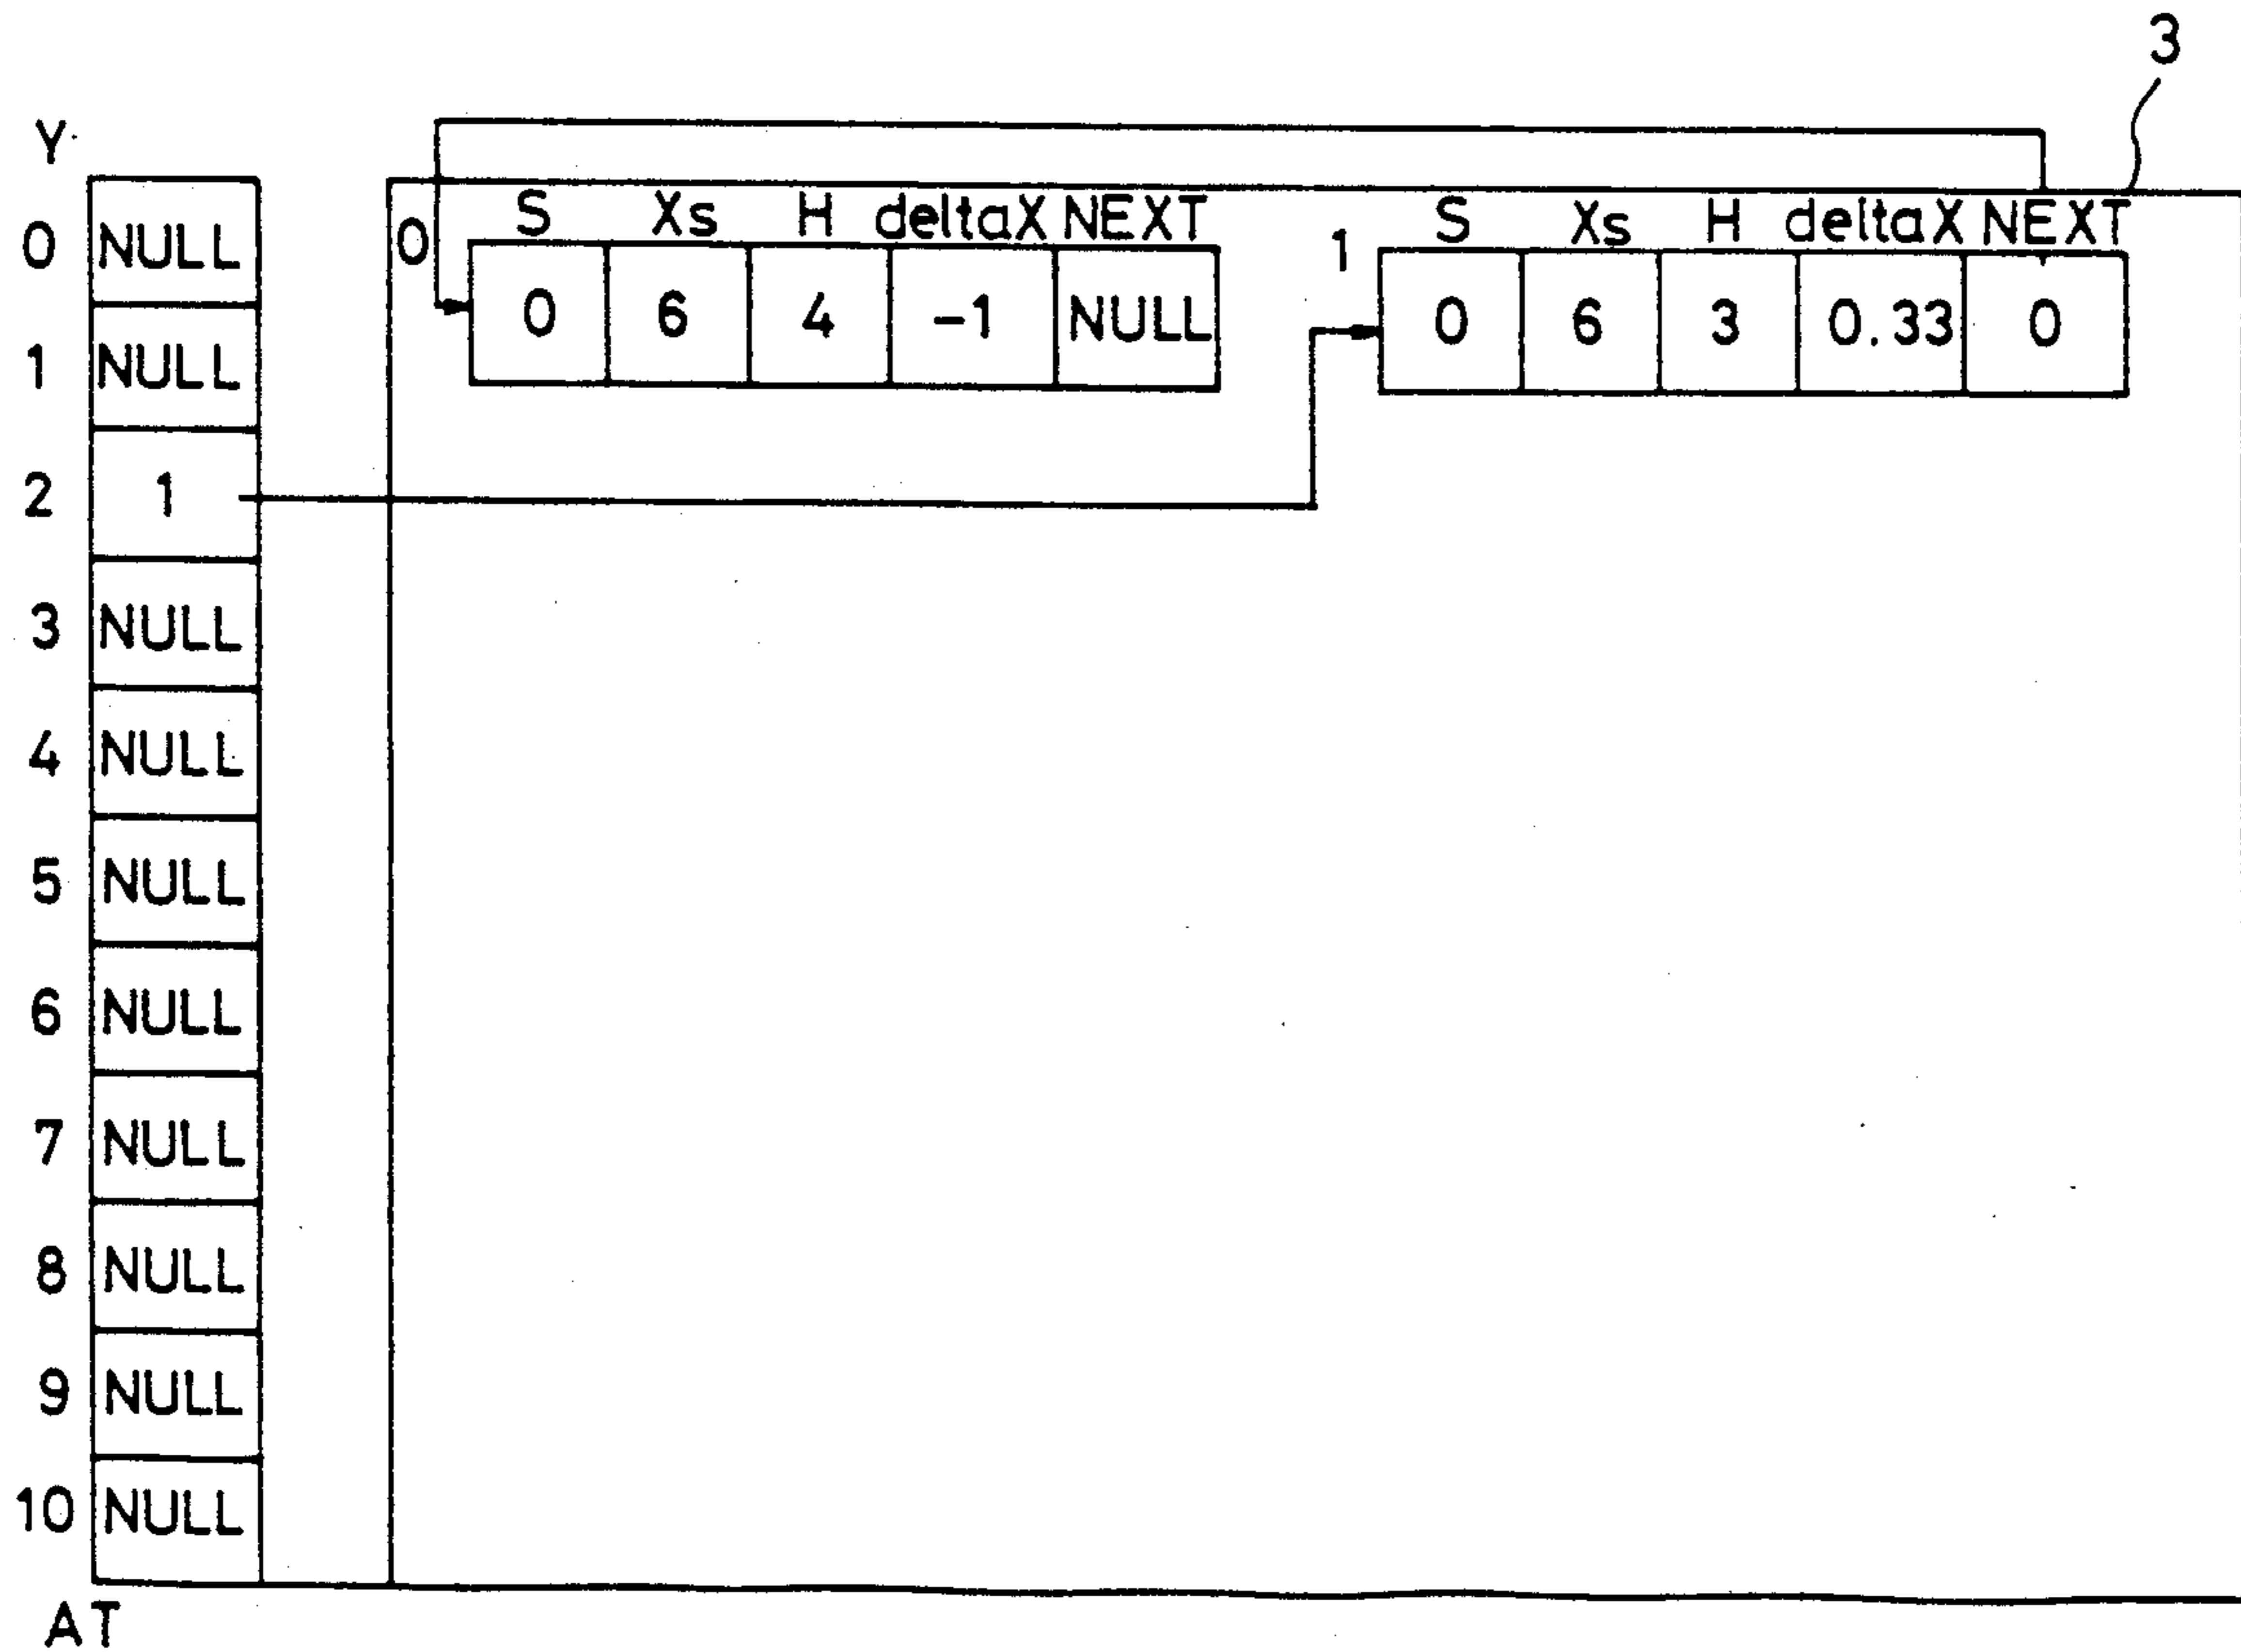 3
Y
S Xs H deltaX NEXT S Xs H deltaX NEXT
0 NULL 0 1
0 6 4 -1 NULL 0 6 3 0.33 0
1 NULL
2 1
3 NULL
4 NULL
5 NULL
6 NULL
7 NULL
8 NULL
9 NULL
10 NULL
AT